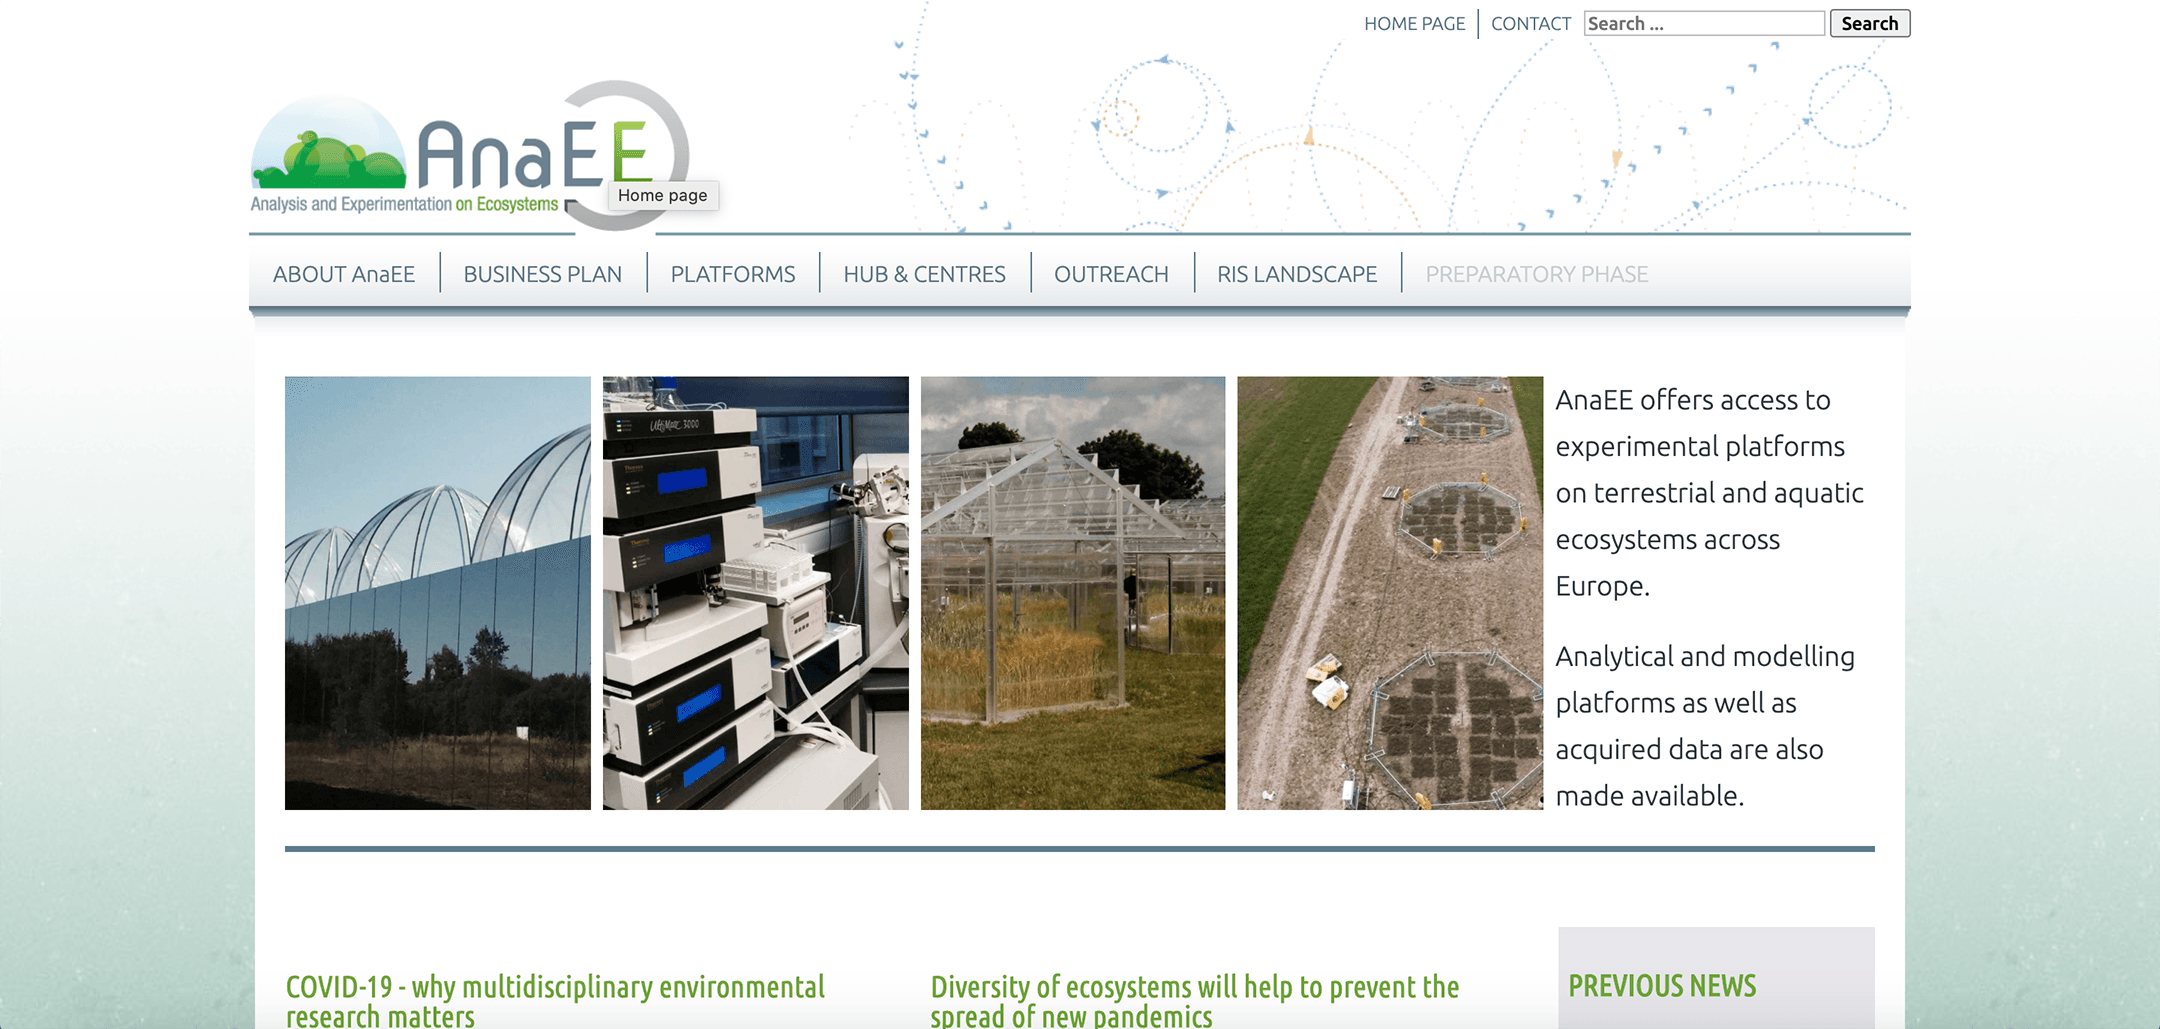 HOME PAGE
CONTACT
Search ...
Search
AnaEE
Analysis and Experimentation on Ecosystems
Home page
ABOUT AnaEE
BUSINESS PLAN
PLATFORMS
HUB & CENTRES
OUTREACH
RIS LANDSCAPE
PREPARATORY PHASE
UltiMate 3000
AnaEE offers access to
experimental platforms
on terrestrial and aquatic
ecosystems across
Europe.
Analytical and modelling
platforms as well as
acquired data are also
made available.
COVID-19 - why multidisciplinary environmental
research matters
Diversity of ecosystems will help to prevent the
spread of new pandemics
PREVIOUS NEWS